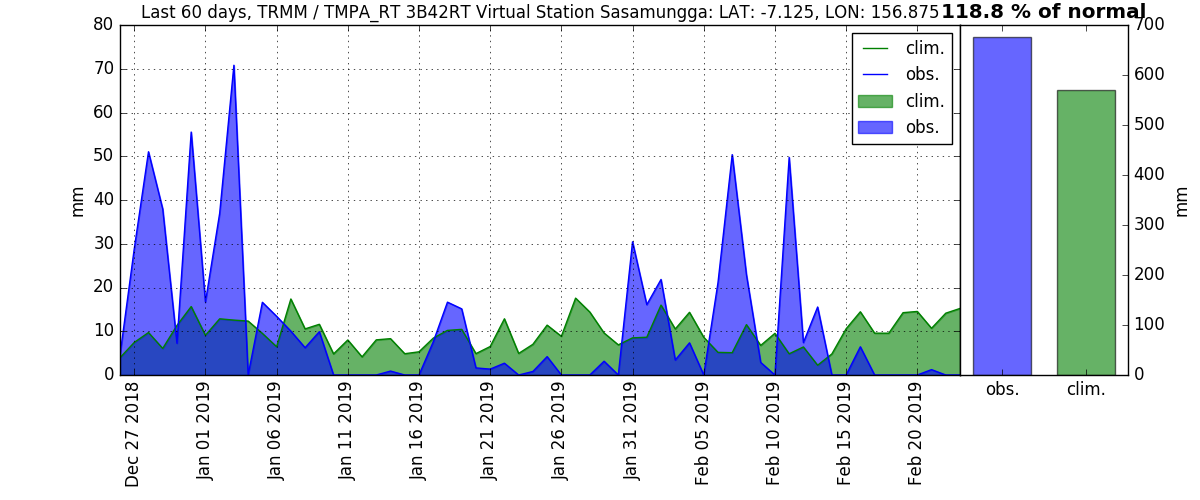 Last 60 days, TRMM / TMPA_RT 3B42RT Virtual Station Sasamungga: LAT: -7.125, LON: 156.875
118.8 % of normal
80
70
60
50
40
30
20
10
0
mm
clim.
obs.
clim.
obs.
Dec 27 2018
Jan 01 2019
Jan 06 2019
Jan 11 2019
Jan 16 2019
Jan 21 2019
Jan 26 2019
Jan 31 2019
Feb 05 2019
Feb 10 2019
Feb 15 2019
Feb 20 2019
700
600
500
400
300
200
100
0
mm
obs.
clim.